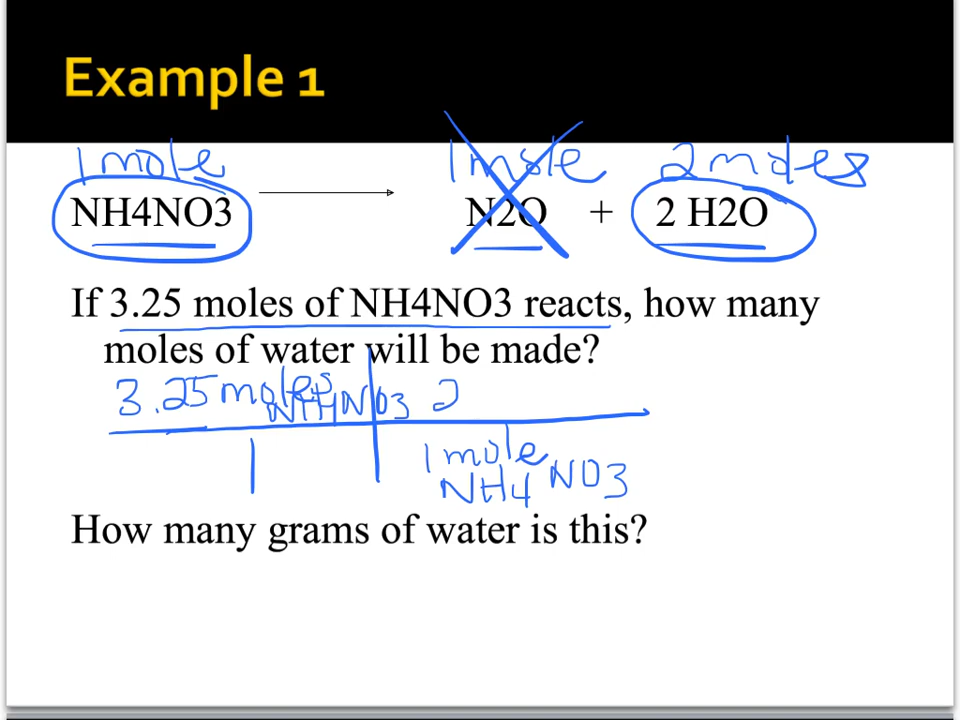 Example 1
1 mole 1 mole 2 moles
NH4NO3 N2O + 2 H2O
If 3.25 moles of NH4NO3 reacts, how many
moles of water will be made?
3.25 moles 2
NH4NO3
1 1 mole
NH4 NO3
How many grams of water is this?